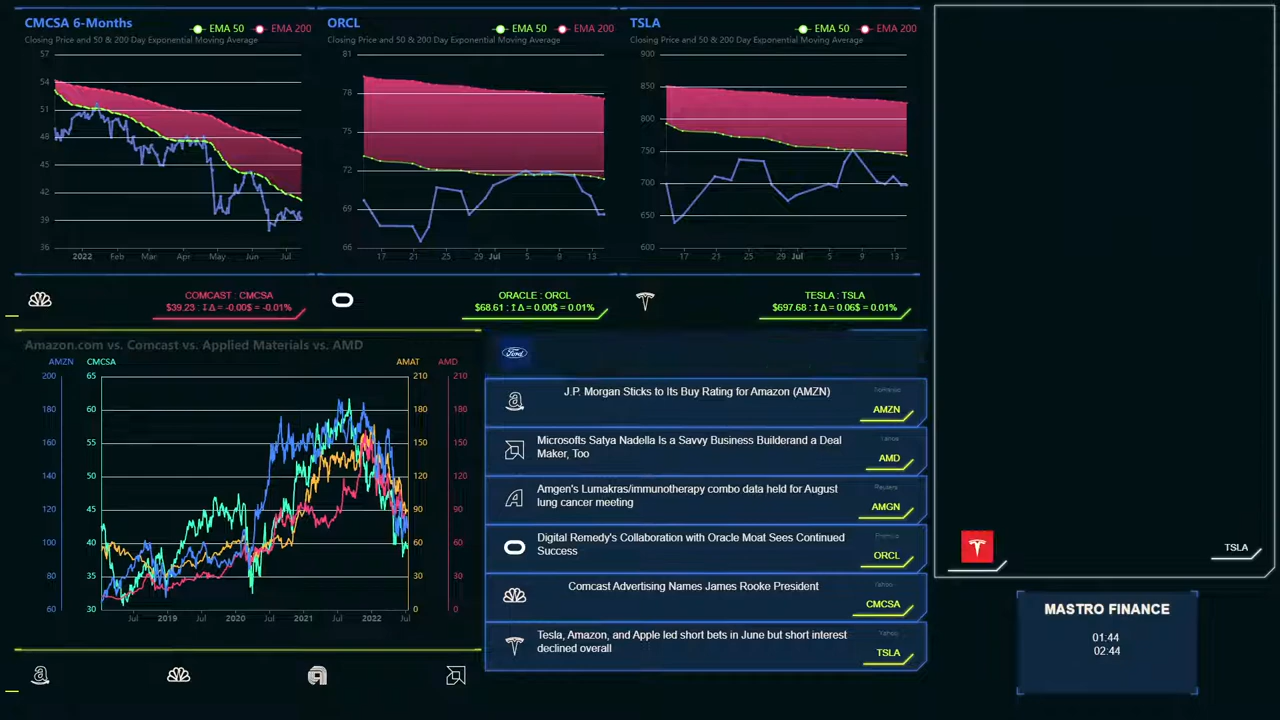 CMCSA 6-Months
EMA 50
EMA 200
Closing Price and 50 & 200 Day Exponential Moving Average
57
54
51
48
45
42
39
36
2022
Feb
Mar
Apr
May
Jun
Jul
ORCL
EMA 50
EMA 200
Closing Price and 50 & 200 Day Exponential Moving Average
81
78
75
72
69
66
17
21
25
29
Jul
5
9
13
TSLA
EMA 50
EMA 200
Closing Price and 50 & 200 Day Exponential Moving Average
900
850
800
750
700
650
600
17
21
25
29
Jul
5
9
13
COMCAST : CMCSA
$39.23 : ↧ Δ = -0.00$ = -0.01%
ORACLE : ORCL
$68.61 : ↥ Δ = 0.00$ = 0.01%
TESLA : TSLA
$697.68 : ↥ Δ = 0.06$ = 0.01%
Amazon.com vs. Comcast vs. Applied Materials vs. AMD
AMZN
CMCSA
AMAT
AMD
200
180
160
140
120
100
80
60
65
60
55
50
45
40
35
30
210
180
150
120
90
60
30
0
210
180
150
120
90
60
30
0
Jul
2019
Jul
2020
Jul
2021
Jul
2022
Jul
Ford
J.P. Morgan Sticks to Its Buy Rating for Amazon (AMZN)
AMZN
Microsofts Satya Nadella Is a Savvy Business Builderand a Deal
Maker, Too
Yahoo
AMD
Amgen's Lumakras/immunotherapy combo data held for August
lung cancer meeting
Reuters
AMGN
Digital Remedy's Collaboration with Oracle Moat Sees Continued
Success
ORCL
Comcast Advertising Names James Rooke President
Yahoo
CMCSA
Tesla, Amazon, and Apple led short bets in June but short interest
declined overall
Yahoo
TSLA
TSLA
MASTRO FINANCE
01:44
02:44